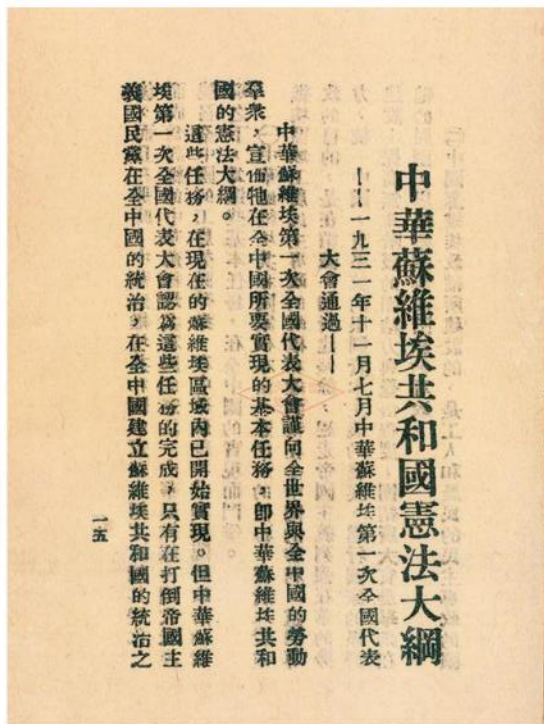 中華蘇維埃共和國憲法大綱
——一九三一年十一月七月中華蘇維埃第一次全國代表
大會通過——
中華蘇維埃第一次全國代表大會謹向全世界與全中國的勞動
羣衆，宣佈牠在全中國所要實現的基本任務，卽中華蘇維埃共和
國的憲法大綱。
這些任務，在現在的蘇維埃區域內已開始實現。但中華蘇維
埃第一次全國代表大會認爲這些任務的完成，只有在打倒帝國主
義國民黨在全中國的統治，在全中國建立蘇維埃共和國的統治之
一五